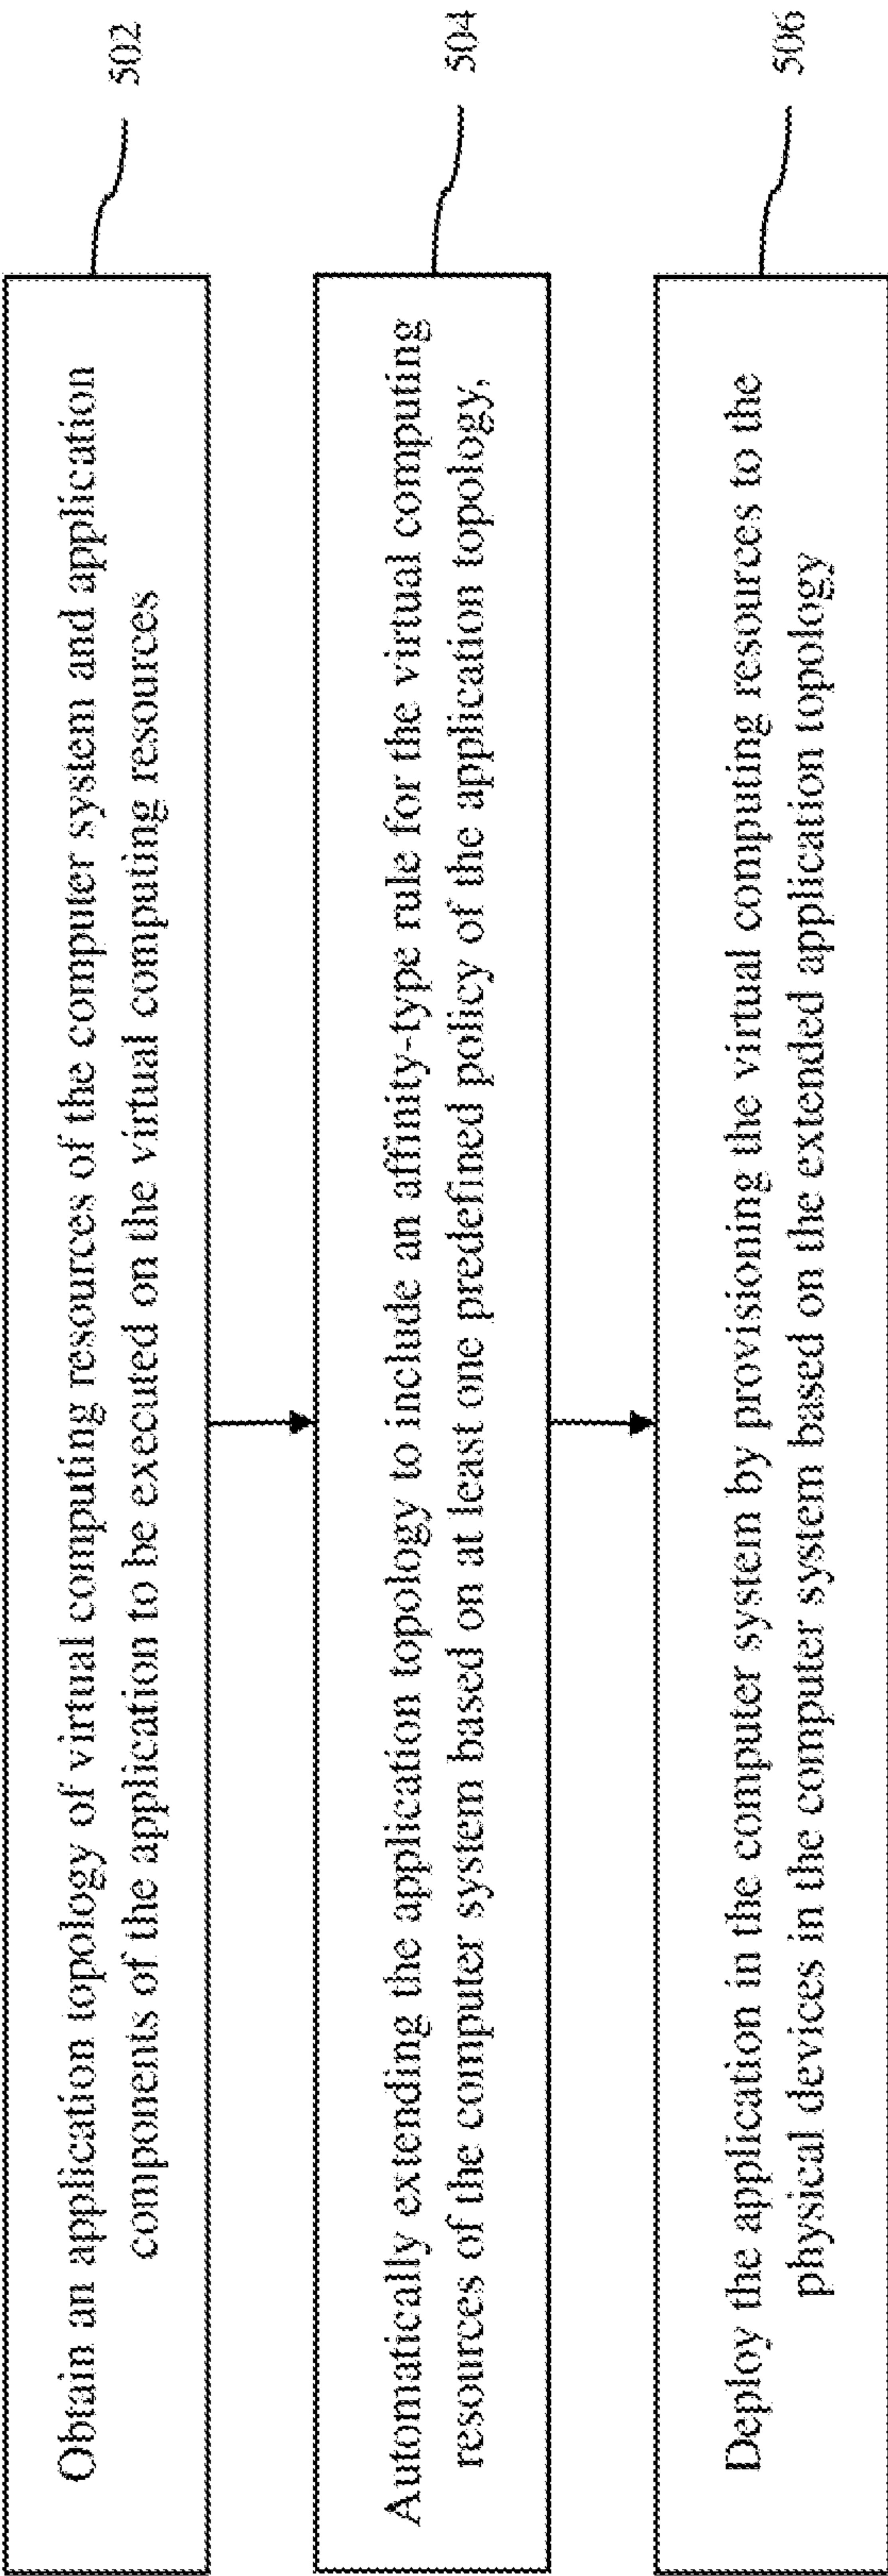 Obtain an application topology of virtual computing resources of the computer system and application
components of the application to be executed on the virtual computing resources
502
Automatically extending the application topology to include an affinity-type rule for the virtual computing
resources of the computer system based on at least one predefined policy of the application topology,
504
Deploy the application in the computer system by provisioning the virtual computing resources to the
physical devices in the computer system based on the extended application topology
506